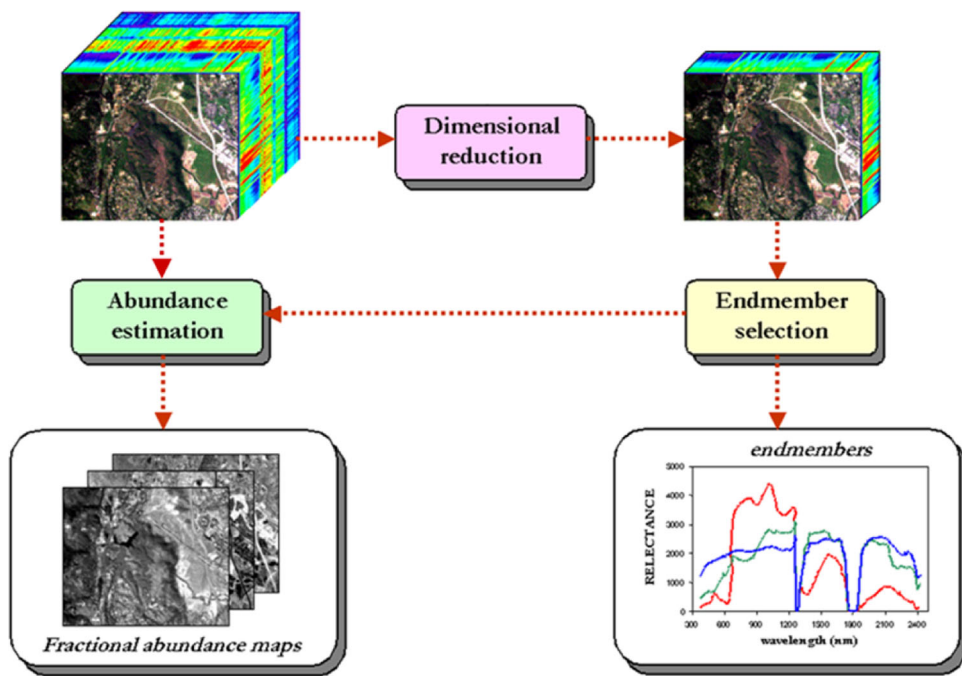 Dimensional
reduction
Abundance
estimation
Endmember
selection
Fractional abundance maps
endmembers
RELECTANCE
5000
4000
3000
2000
1000
0
300 600 900 1200 1500 1800 2100 2400
wavelength (nm)